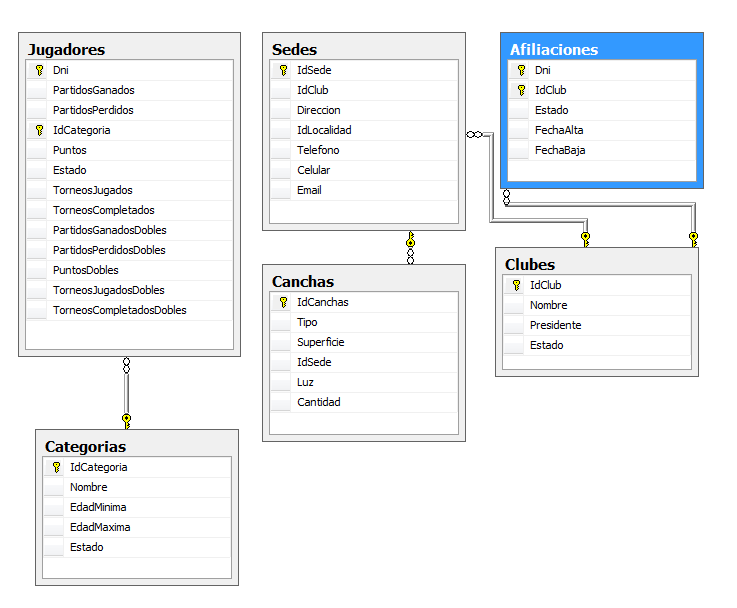 Jugadores
Dni
PartidosGanados
PartidosPerdidos
IdCategoria
Puntos
Estado
TorneosJugados
TorneosCompletados
PartidosGanadosDobles
PartidosPerdidosDobles
PuntosDobles
TorneosJugadosDobles
TorneosCompletadosDobles
Sedes
IdSede
IdClub
Direccion
IdLocalidad
Telefono
Celular
Email
Afiliaciones
Dni
IdClub
Estado
FechaAlta
FechaBaja
Canchas
IdCanchas
Tipo
Superficie
IdSede
Luz
Cantidad
Clubes
IdClub
Nombre
Presidente
Estado
Categorias
IdCategoria
Nombre
EdadMinima
EdadMaxima
Estado